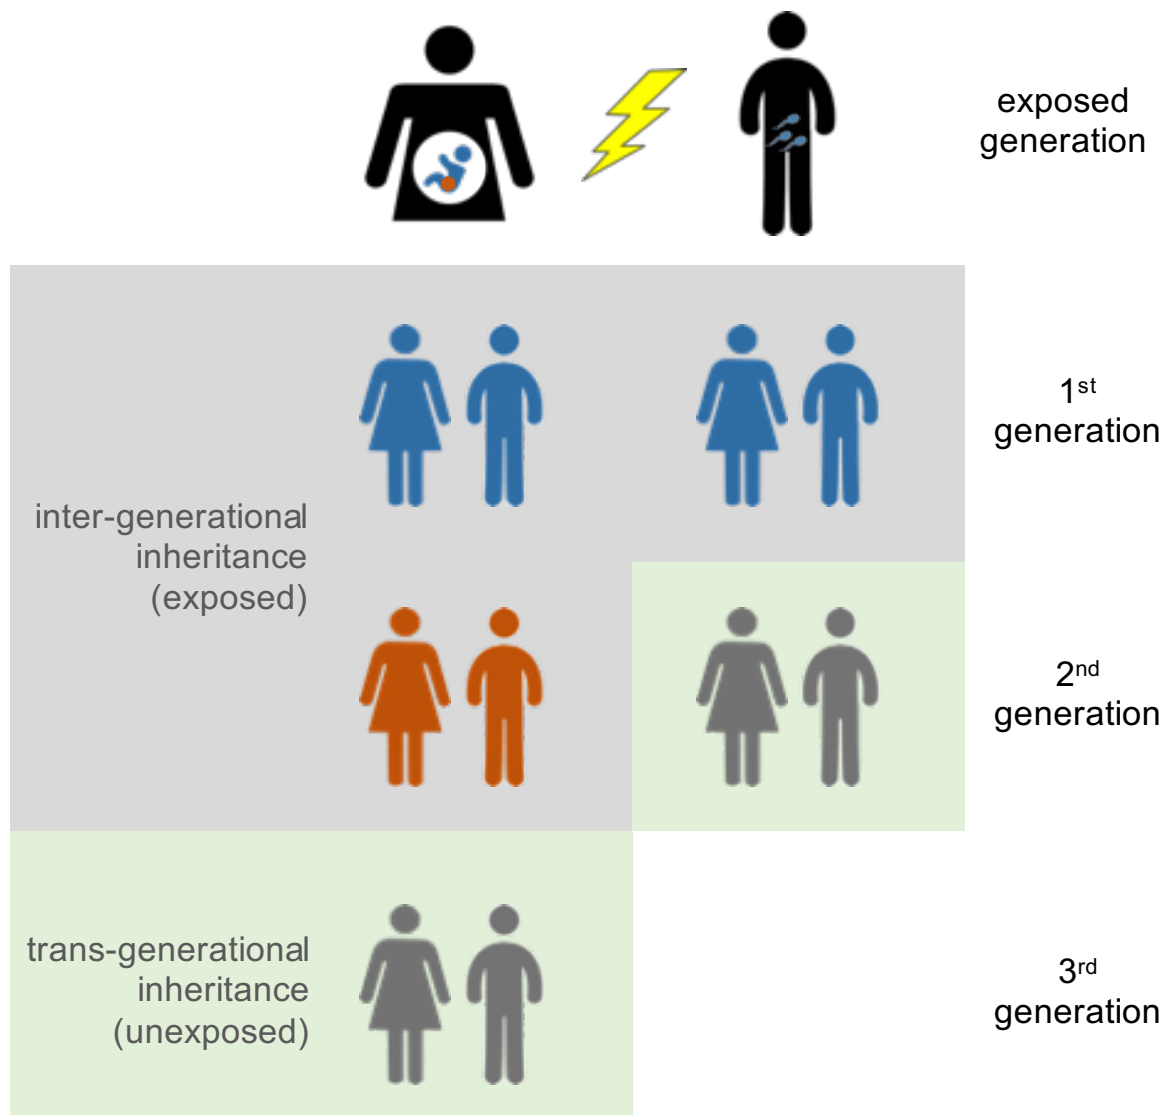 exposed
generation
1st
generation
inter-generational
inheritance
(exposed)
2nd
generation
trans-generational
inheritance
(unexposed)
3rd
generation